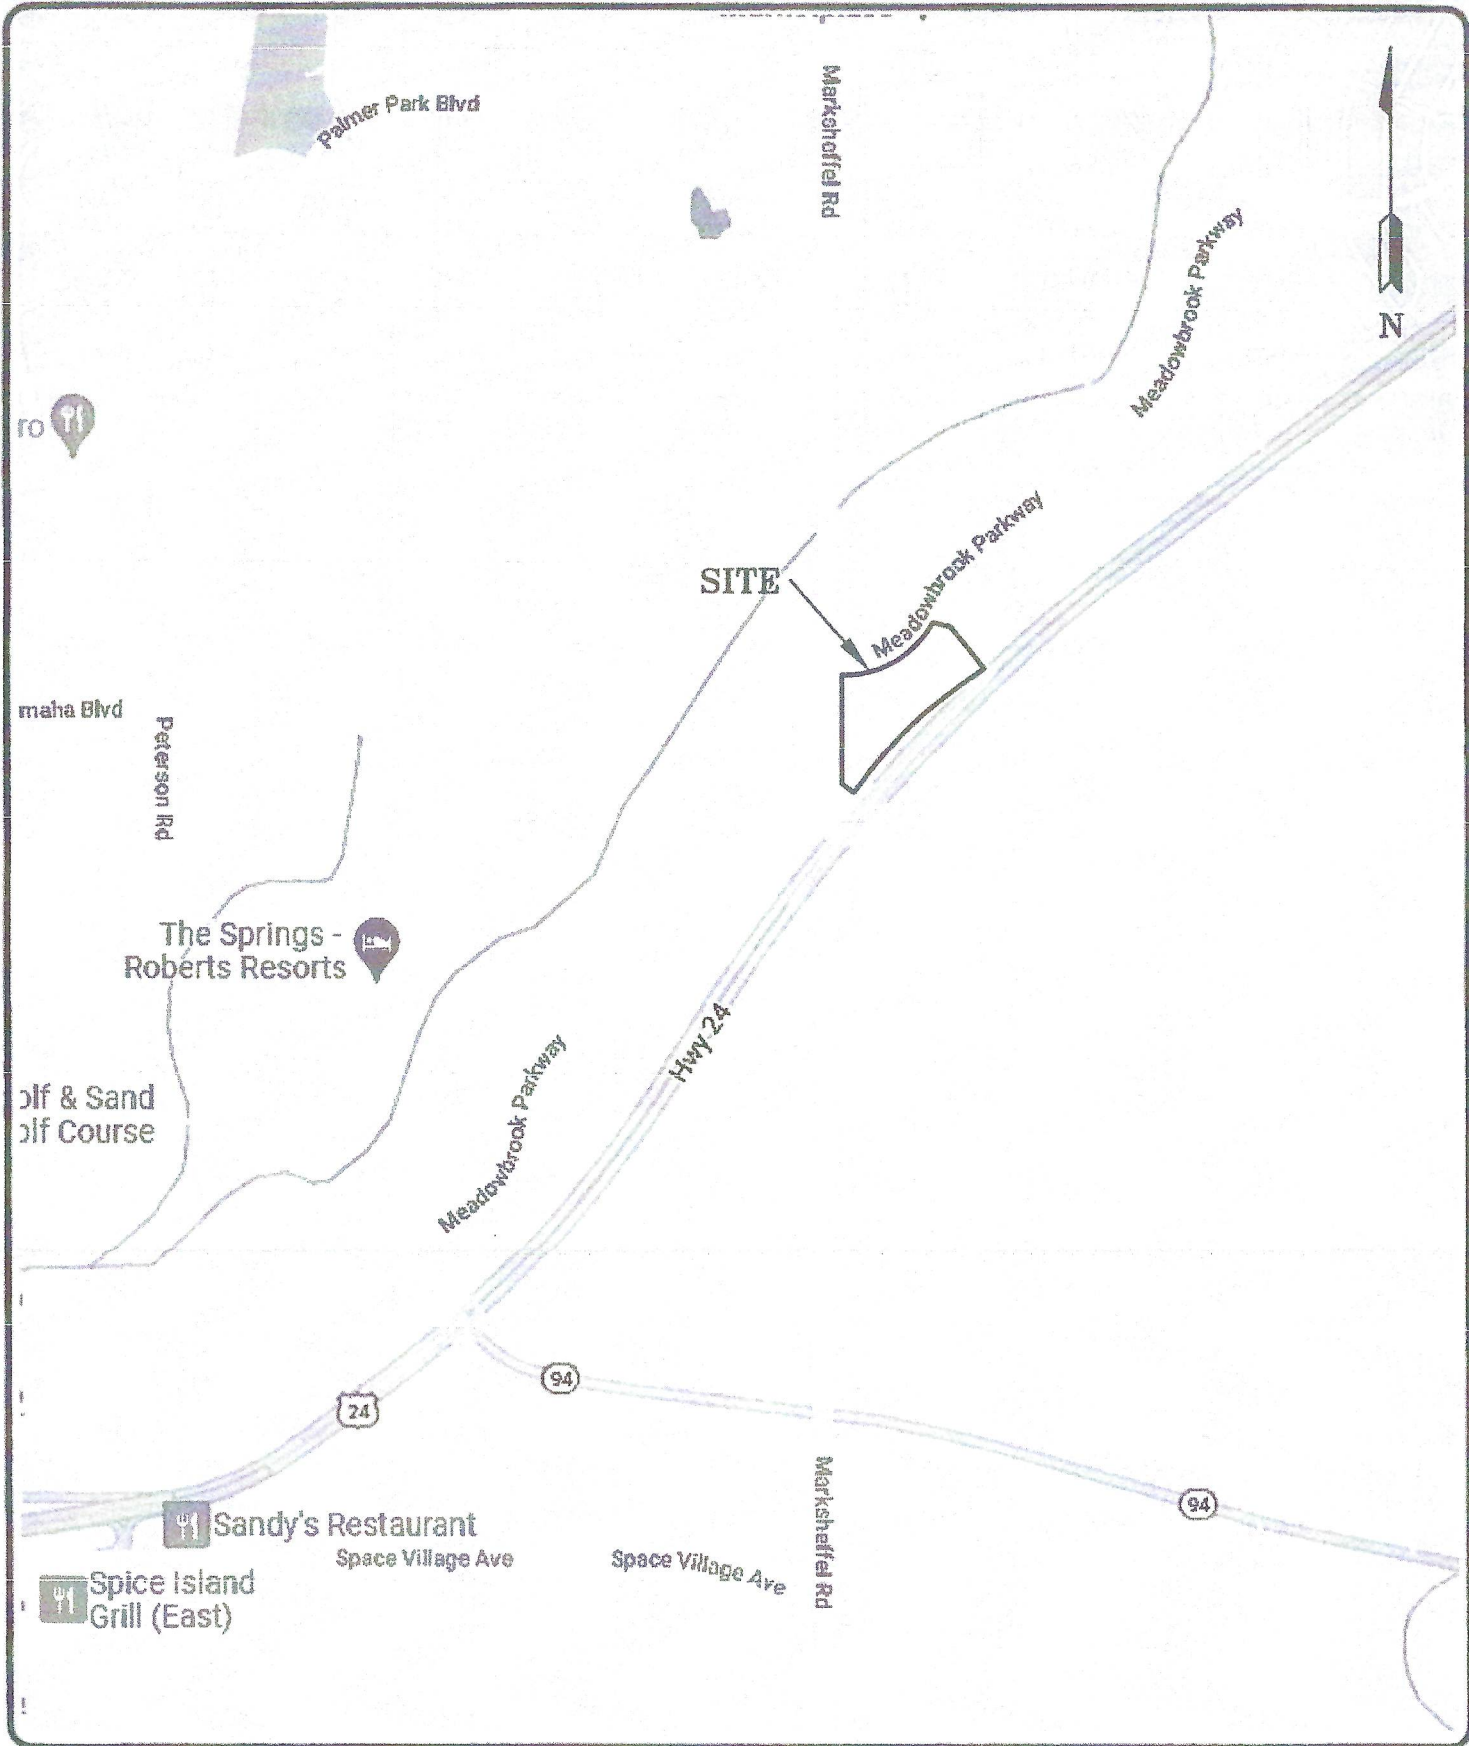 Palmer Park Blvd
Marksheffel Rd
Meadowbrook Parkway
N
ro
Meadowbrook Parkway
SITE
maha Blvd
Peterson Rd
The Springs -
Roberts Resorts
Hwy 24
Meadowbrook Parkway
olf & Sand
olf Course
94
24
94
Marksheffel Rd
Sandy's Restaurant
Space Village Ave
Space Village Ave
Spice Island
Grill (East)